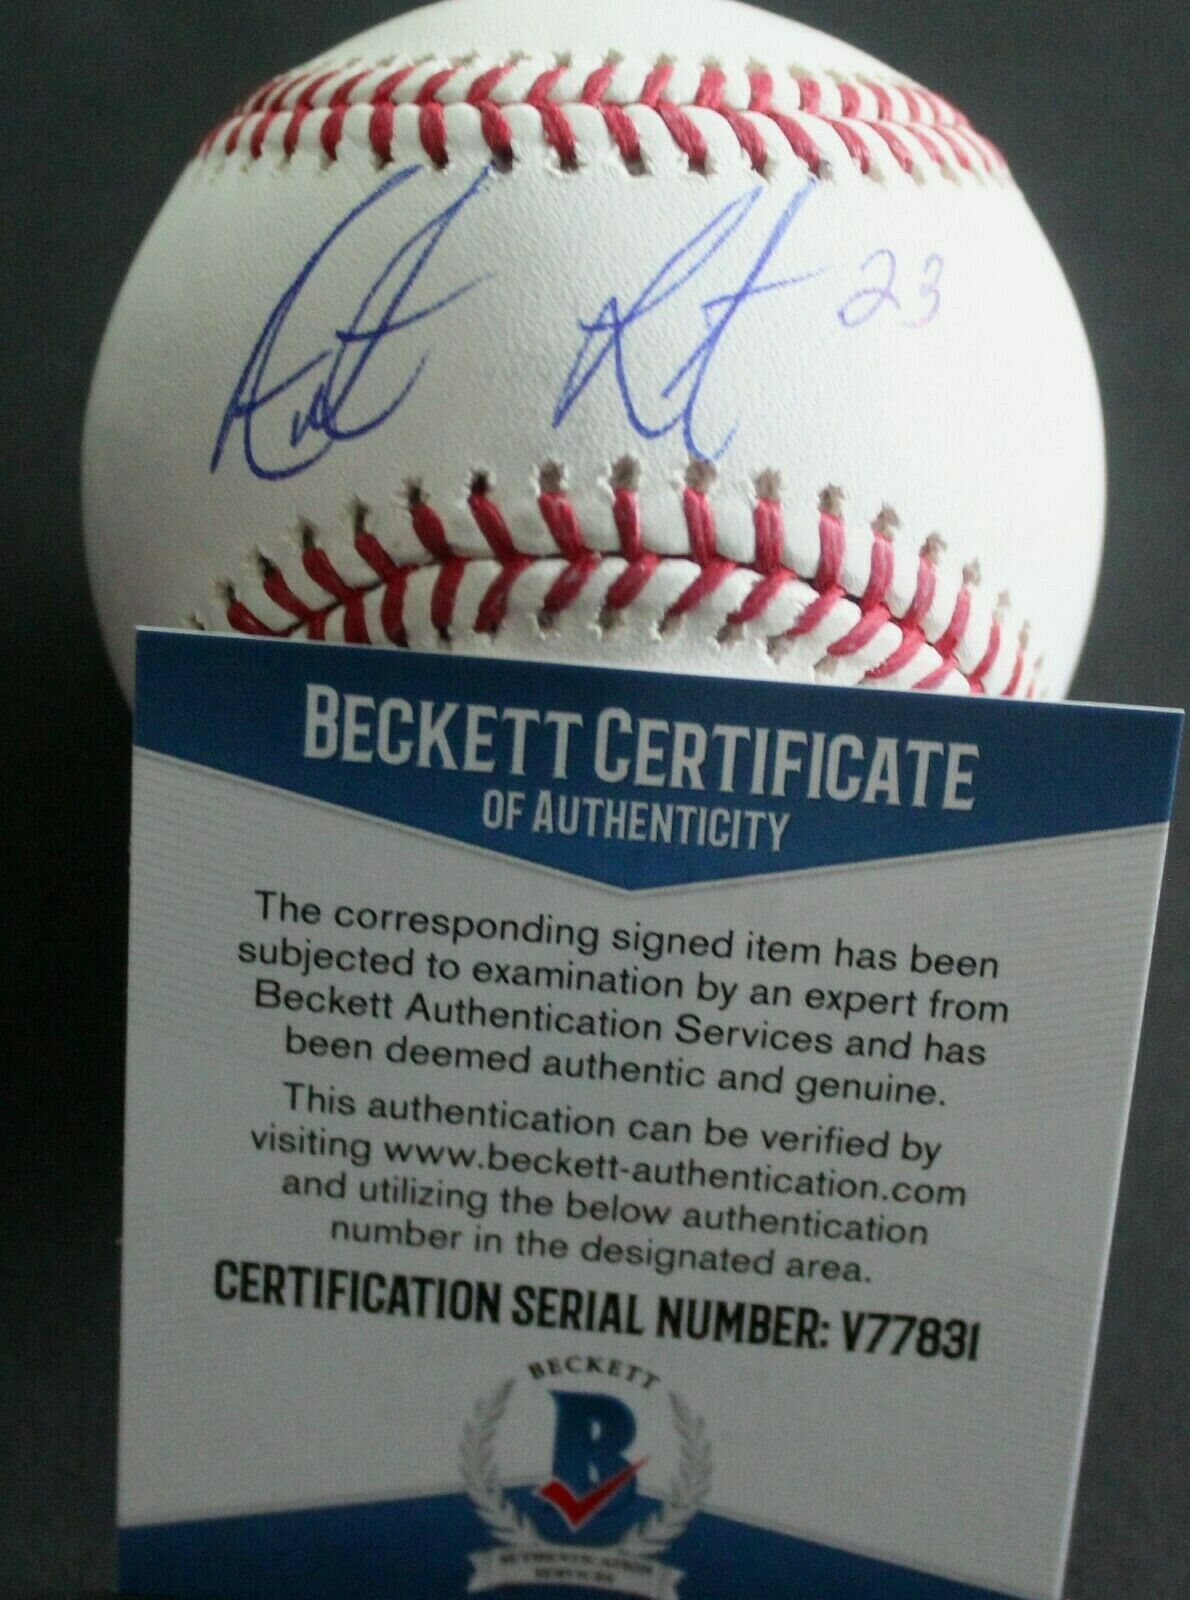 23
BECKETT CERTIFICATE
OF AUTHENTICITY
The corresponding signed item has been
subjected to examination by an expert from
Beckett Authentication Services and has
been deemed authentic and genuine.
This authentication can be verified by
visiting www.beckett-authentication.com
and utilizing the below authentication
number in the designated area.
CERTIFICATION SERIAL NUMBER: V77831
BECKETT
B
AUTHENTICATION
SERVICES